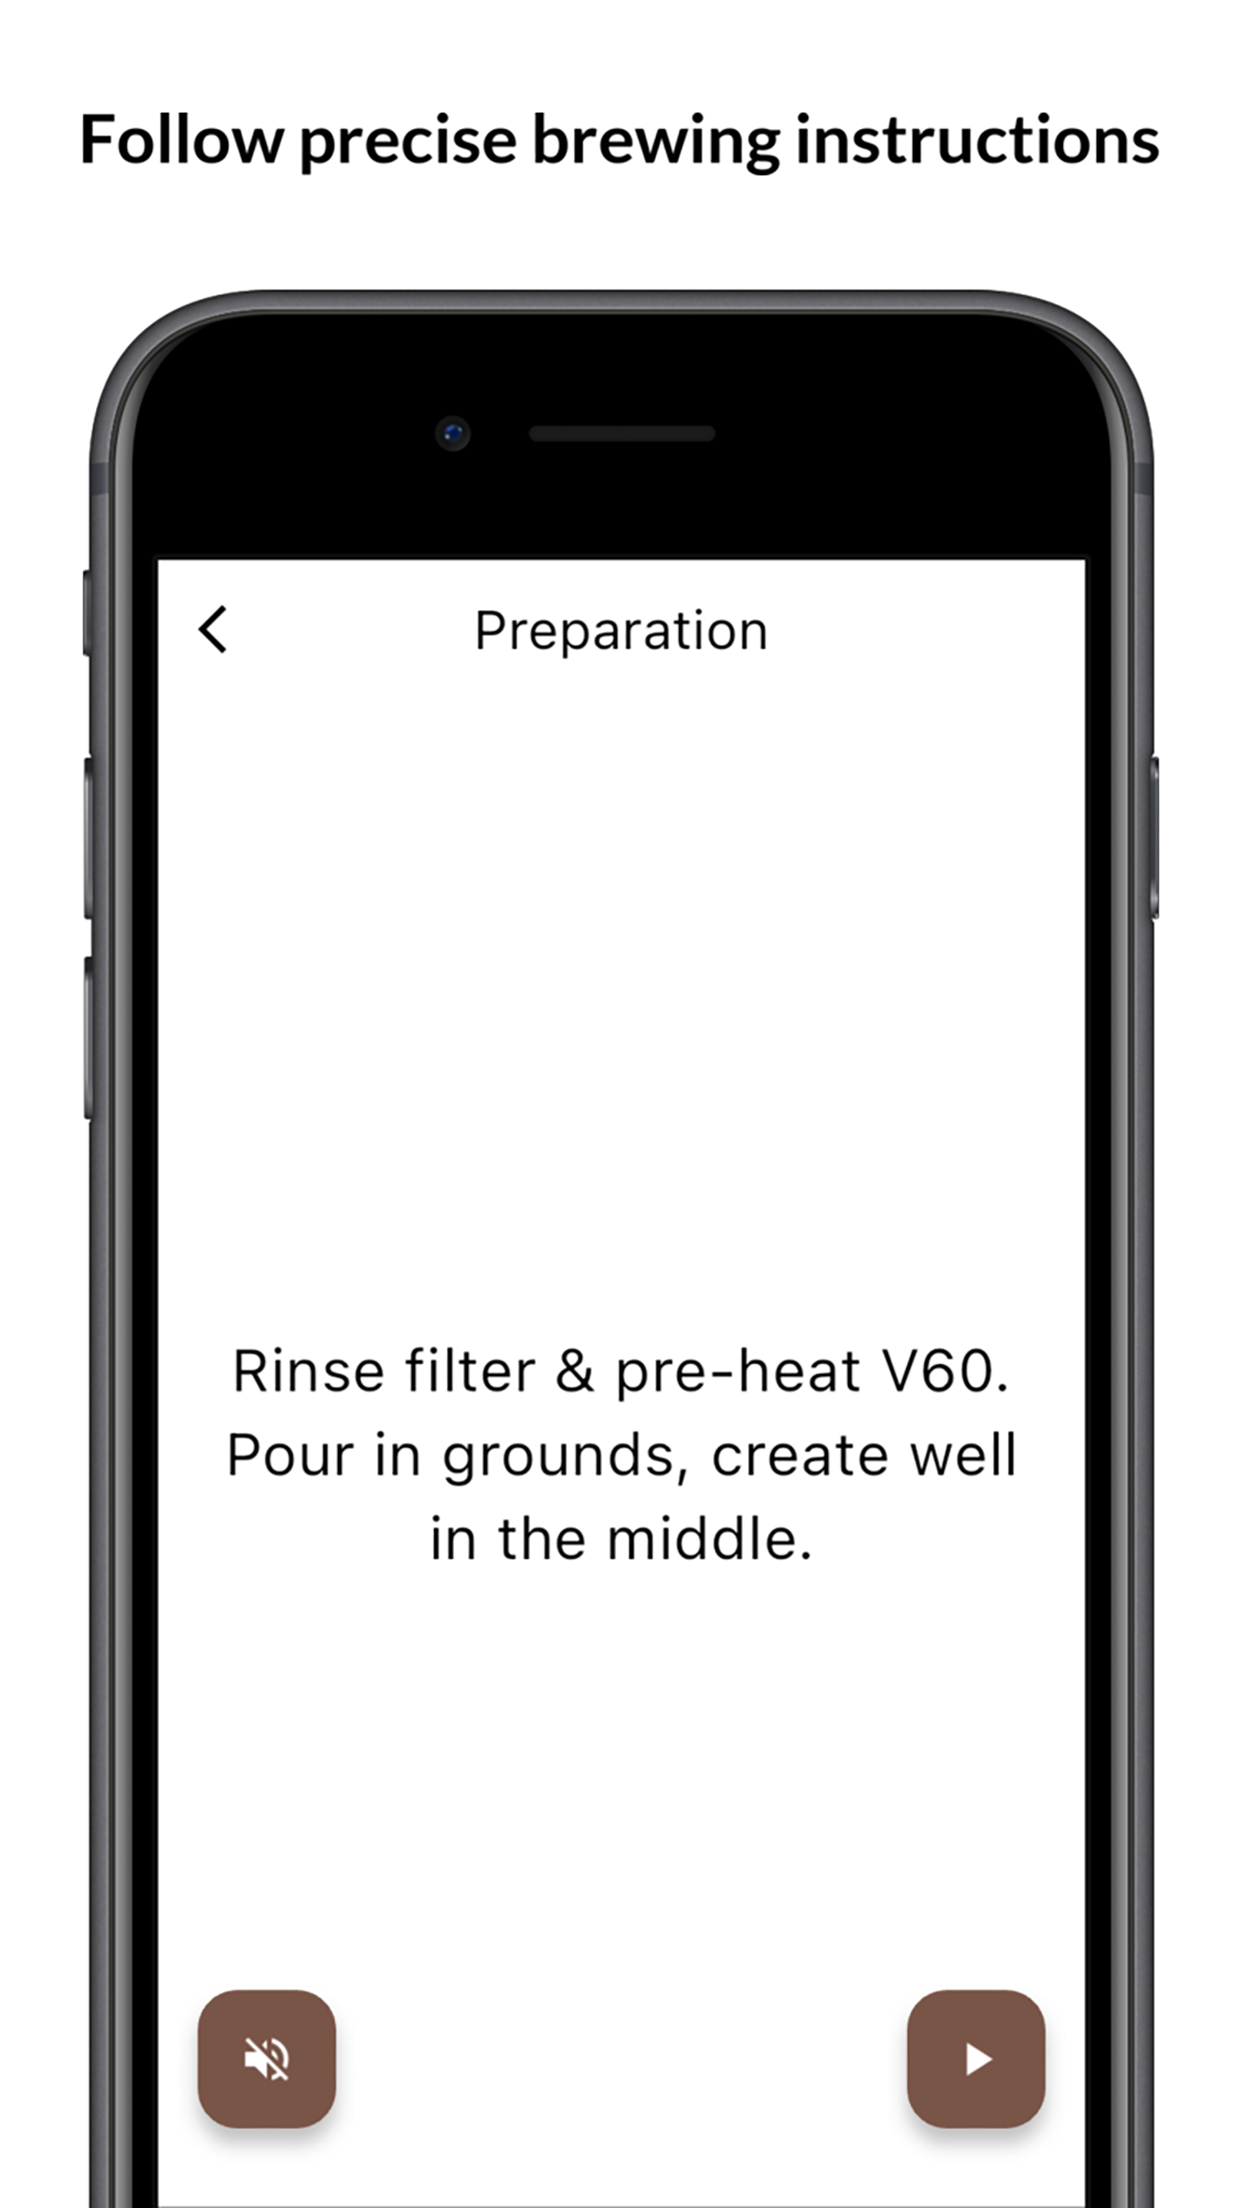 Follow precise brewing instructions
Preparation
Rinse filter & pre-heat V60.
Pour in grounds, create well
in the middle.